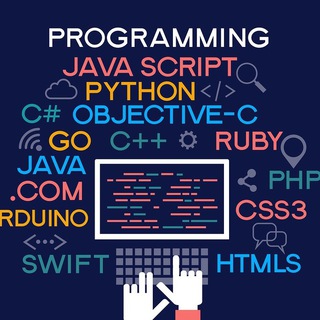 PROGRAMMING
JAVA SCRIPT
PYTHON </>
C# OBJECTIVE-C
GO C++ RUBY
JAVA PHP
.COM
RDUINO CSS3
<···>
SWIFT HTMLS